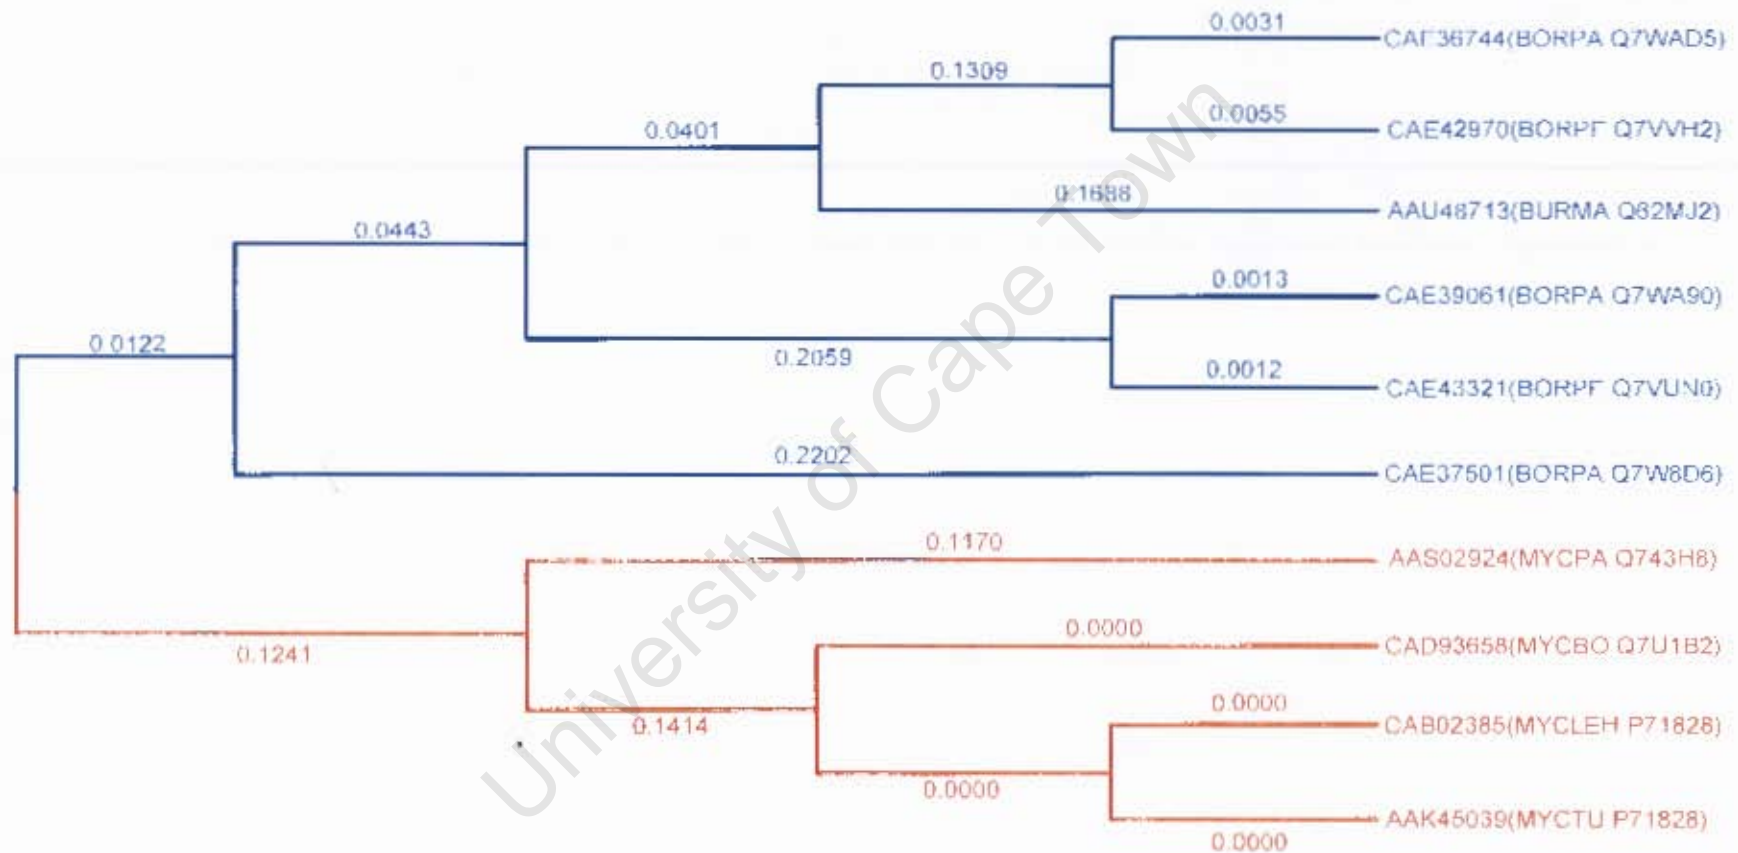 0.0031
CAE36744(BORPA Q7WAD5)
0.1309
0.0055
CAE42970(BORPE Q7VVH2)
0.0401
0.1688
AAU48713(BURMA Q62MJ2)
0.0443
0.0013
CAE39061(BORPA Q7WA90)
0.0122
0.2059
0.0012
CAE43321(BORPE Q7VUN0)
0.2202
CAE37501(BORPA Q7W8D6)
0.1170
AAS02924(MYCPA Q743H8)
0.1241
0.0000
CAD93658(MYCBO Q7U1B2)
0.1414
0.0000
CAB02385(MYCLEH P71828)
0.0000
AAK45039(MYCTU P71828)
0.0000
University of Cape Town